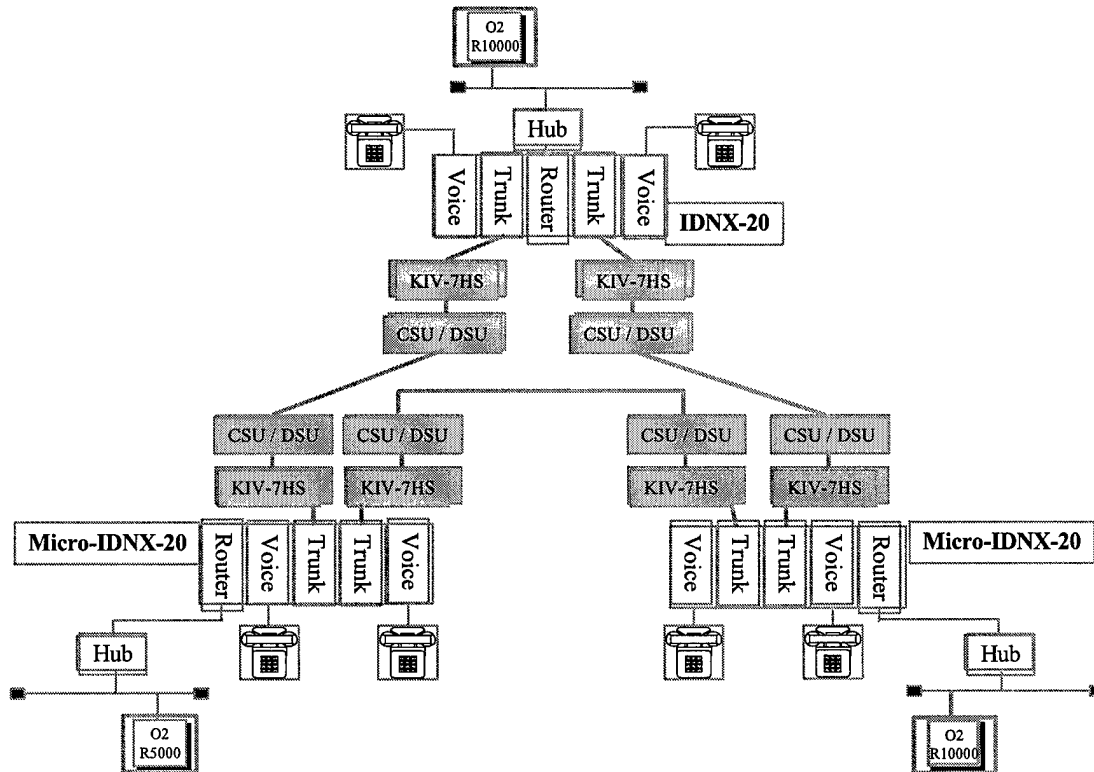 O2
R10000
Hub
Voice
Trunk
Router
Trunk
Voice
IDNX-20
KIV-7HS
KIV-7HS
CSU / DSU
CSU / DSU
CSU / DSU
CSU / DSU
CSU / DSU
CSU / DSU
KIV-7HS
KIV-7HS
KIV-7HS
KIV-7HS
Micro-IDNX-20
Router
Voice
Trunk
Trunk
Voice
Voice
Trunk
Trunk
Voice
Router
Micro-IDNX-20
Hub
Hub
O2
R5000
O2
R10000